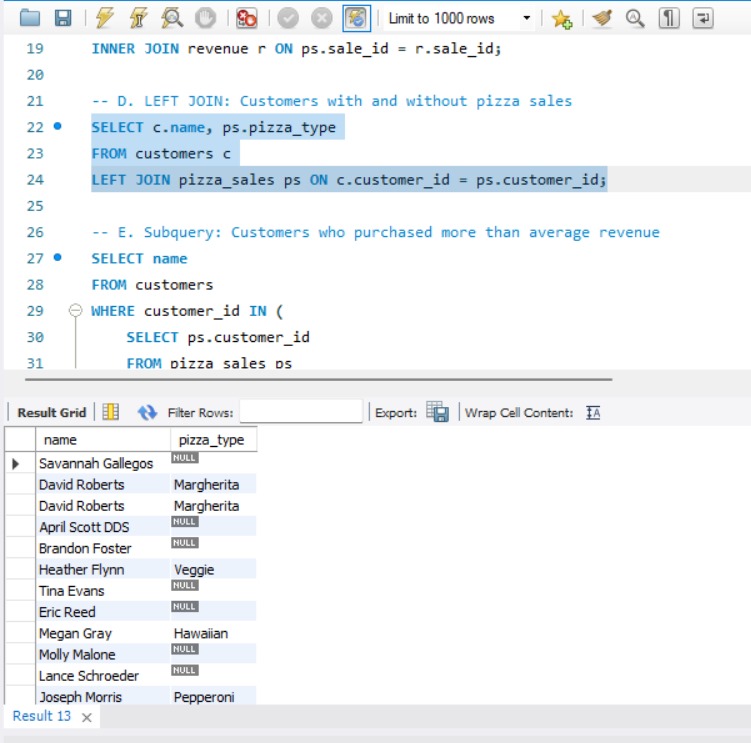 Limit to 1000 rows
19 INNER JOIN revenue r ON ps.sale_id = r.sale_id;
20
21 -- D. LEFT JOIN: Customers with and without pizza sales
22 SELECT c.name, ps.pizza_type
23 FROM customers c
24 LEFT JOIN pizza_sales ps ON c.customer_id = ps.customer_id;
25
26 -- E. Subquery: Customers who purchased more than average revenue
27 SELECT name
28 FROM customers
29 WHERE customer_id IN (
30 SELECT ps.customer_id
31 FROM pizza_sales ps
Result Grid Filter Rows: Export: Wrap Cell Content: IA
name pizza_type
Savannah Gallegos NULL
David Roberts Margherita
David Roberts Margherita
April Scott DDS NULL
Brandon Foster NULL
Heather Flynn Veggie
Tina Evans NULL
Eric Reed NULL
Megan Gray Hawaiian
Molly Malone NULL
Lance Schroeder NULL
Joseph Morris Pepperoni
Result 13